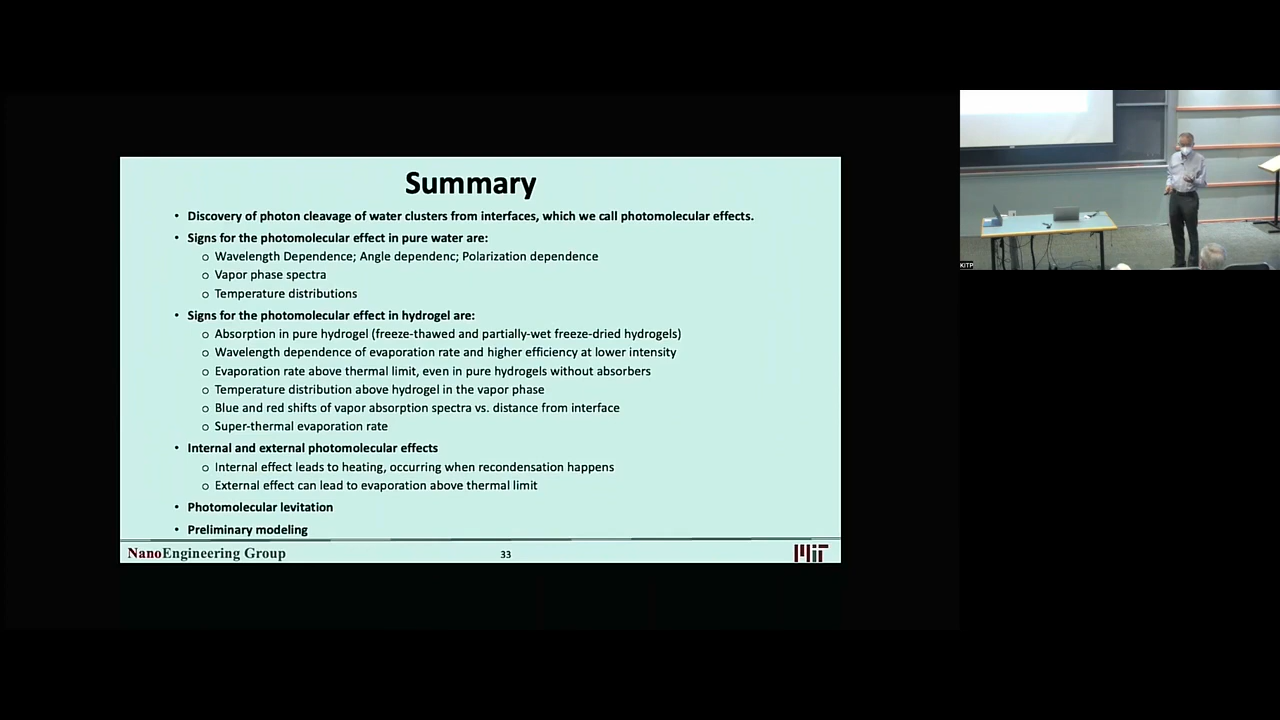 Summary
• Discovery of photon cleavage of water clusters from interfaces, which we call photomolecular effects.
• Signs for the photomolecular effect in pure water are:
o Wavelength Dependence; Angle dependenc; Polarization dependence
o Vapor phase spectra
o Temperature distributions
• Signs for the photomolecular effect in hydrogel are:
o Absorption in pure hydrogel (freeze-thawed and partially-wet freeze-dried hydrogels)
o Wavelength dependence of evaporation rate and higher efficiency at lower intensity
o Evaporation rate above thermal limit, even in pure hydrogels without absorbers
o Temperature distribution above hydrogel in the vapor phase
o Blue and red shifts of vapor absorption spectra vs. distance from interface
o Super-thermal evaporation rate
• Internal and external photomolecular effects
o Internal effect leads to heating, occurring when recondensation happens
o External effect can lead to evaporation above thermal limit
• Photomolecular levitation
• Preliminary modeling
NanoEngineering Group
33
MIT
KITP